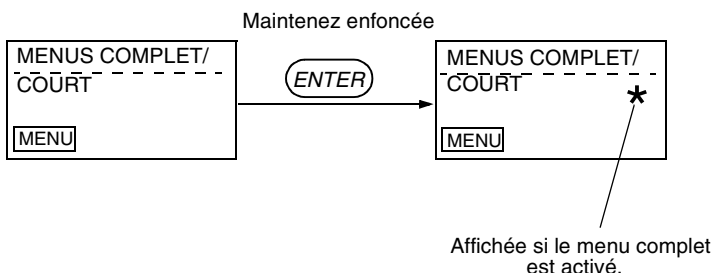 Maintenez enfoncée
MENUS COMPLET/
COURT
MENU
ENTER
MENUS COMPLET/
COURT
*
MENU
Affichée si le menu complet
est activé.